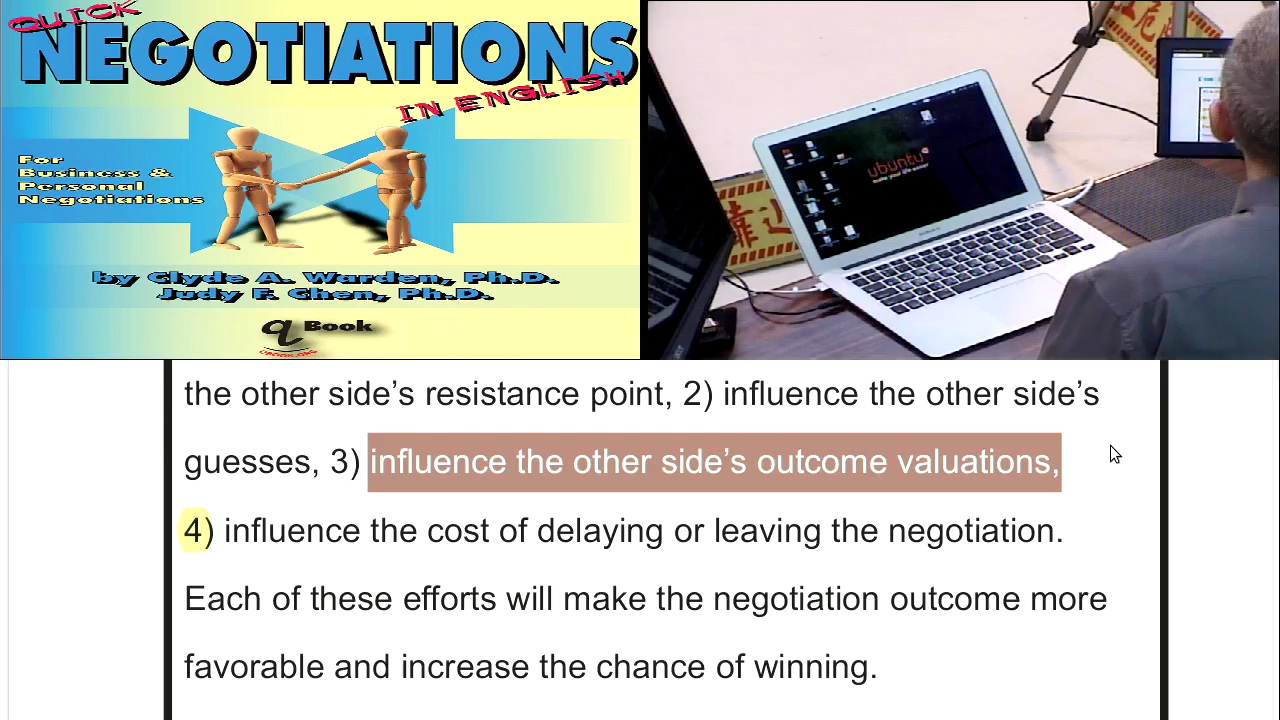 QUICK
NEGOTIATIONS
IN ENGLISH
For
Business &
Personal
Negotiations
by Clyde A. Warden, Ph.D.
Judy F. Chen, Ph.D.
q Book
ubuntu
靠近
危
the other side’s resistance point, 2) influence the other side’s
guesses, 3) influence the other side’s outcome valuations,
4) influence the cost of delaying or leaving the negotiation.
Each of these efforts will make the negotiation outcome more
favorable and increase the chance of winning.